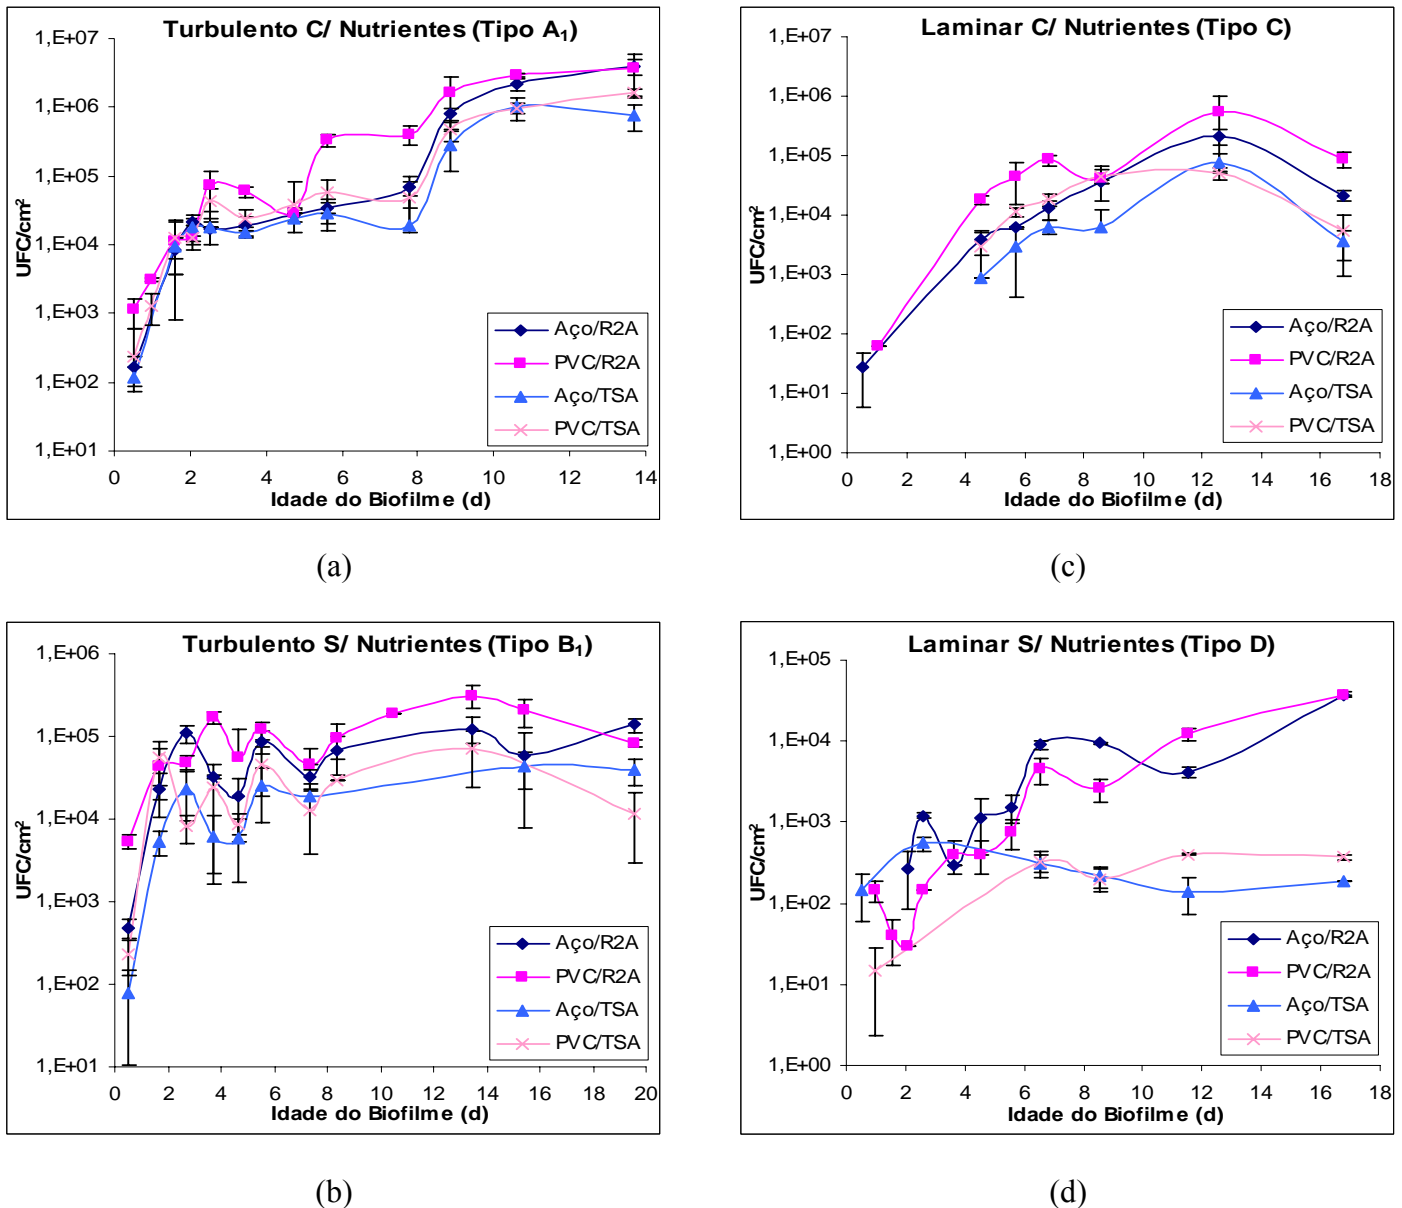 Turbulento C/ Nutrientes (Tipo A₁)
1,E+07
1,E+06
1,E+05
1,E+04
1,E+03
1,E+02
1,E+01
UFC/cm²
0 2 4 6 8 10 12 14
Idade do Biofilme (d)
Aço/R2A
PVC/R2A
Aço/TSA
PVC/TSA
(a)
Laminar C/ Nutrientes (Tipo C)
1,E+07
1,E+06
1,E+05
1,E+04
1,E+03
1,E+02
1,E+01
1,E+00
UFC/cm²
0 2 4 6 8 10 12 14 16 18
Idade do Biofilme (d)
Aço/R2A
PVC/R2A
Aço/TSA
PVC/TSA
(c)
Turbulento S/ Nutrientes (Tipo B₁)
1,E+06
1,E+05
1,E+04
1,E+03
1,E+02
1,E+01
UFC/cm²
0 2 4 6 8 10 12 14 16 18 20
Idade do Biofilme (d)
Aço/R2A
PVC/R2A
Aço/TSA
PVC/TSA
(b)
Laminar S/ Nutrientes (Tipo D)
1,E+05
1,E+04
1,E+03
1,E+02
1,E+01
1,E+00
UFC/cm²
0 2 4 6 8 10 12 14 16 18
Idade do Biofilme (d)
Aço/R2A
PVC/R2A
Aço/TSA
PVC/TSA
(d)